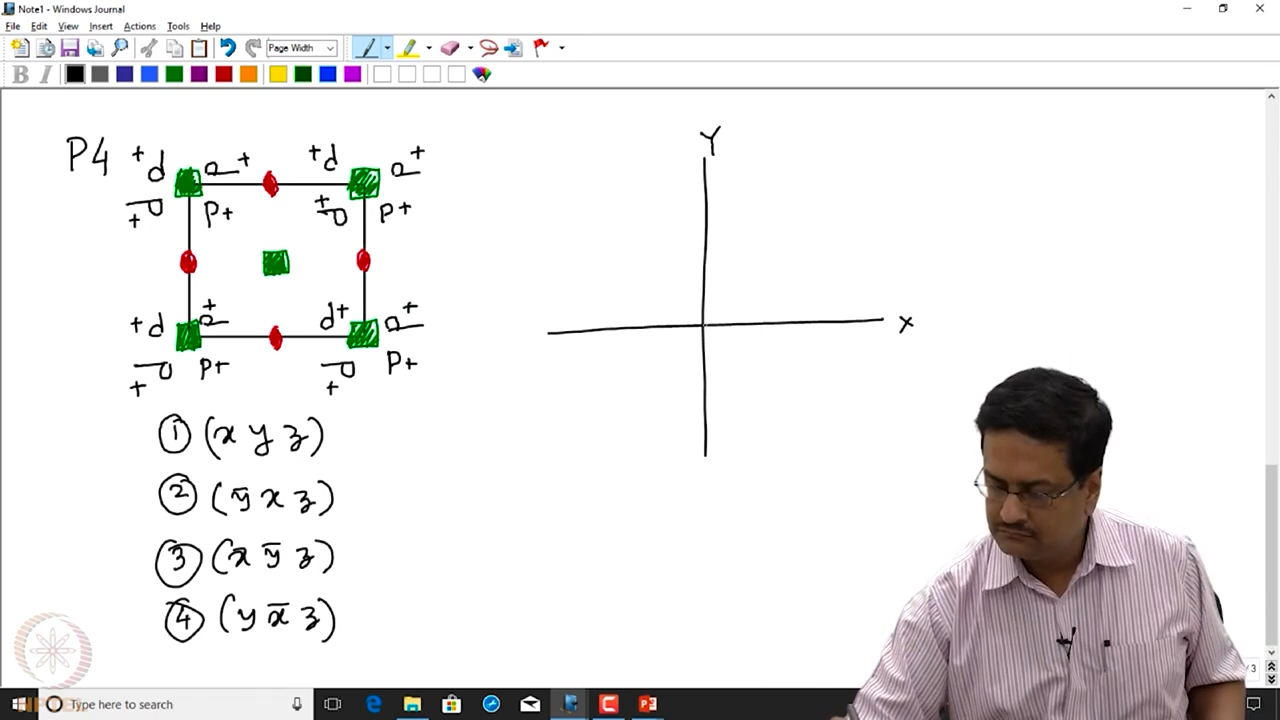 Note1 - Windows Journal
File Edit View Insert Actions Tools Help
Page Width
B I
P4
+ d + + d +
+ P+ + P+
+ d + d+ +
+ P+ + P+
① (x y z)
② (ȳ x z)
③ (x̄ ȳ z)
④ (y x̄ z)
Y
X
/ 3
Type here to search